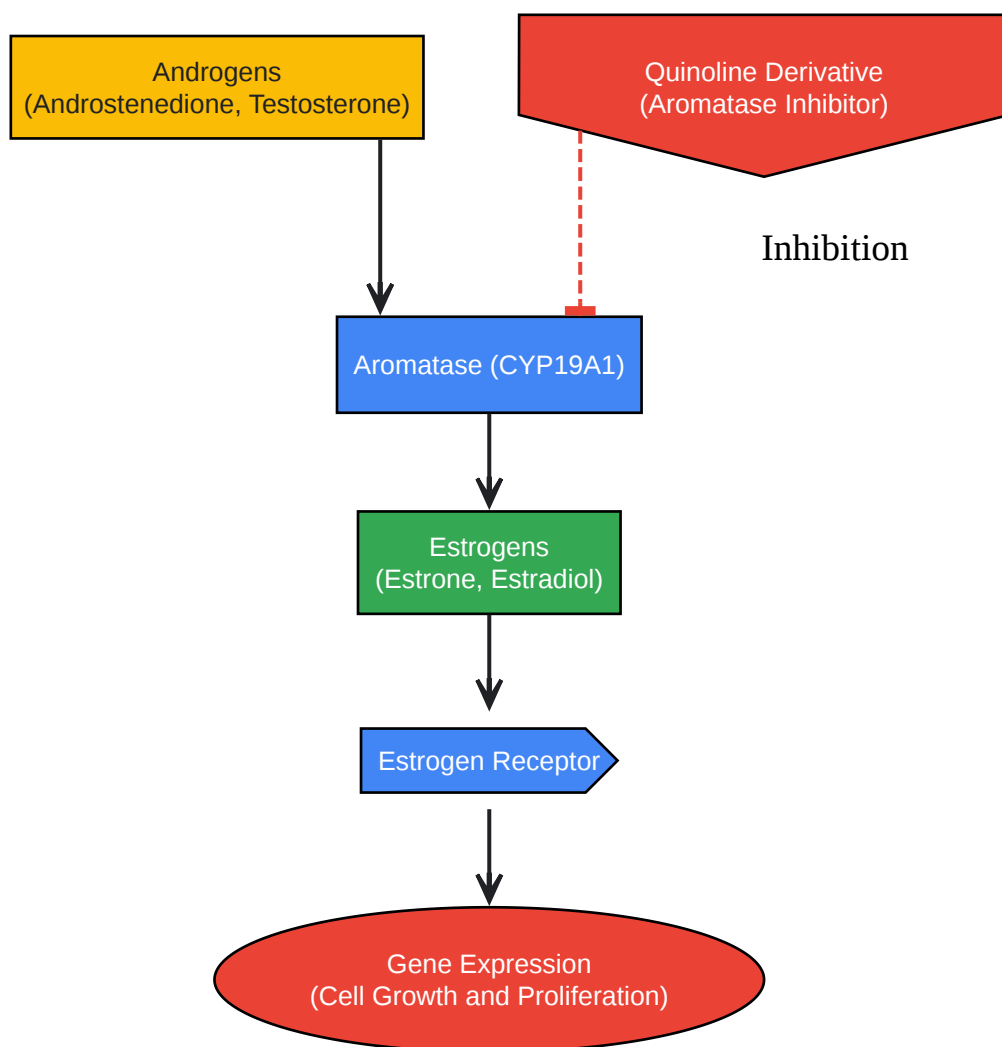 Androgens
(Androstenedione, Testosterone)
Quinoline Derivative
(Aromatase Inhibitor)
Inhibition
Aromatase (CYP19A1)
Estrogens
(Estrone, Estradiol)
Estrogen Receptor
Gene Expression
(Cell Growth and Proliferation)